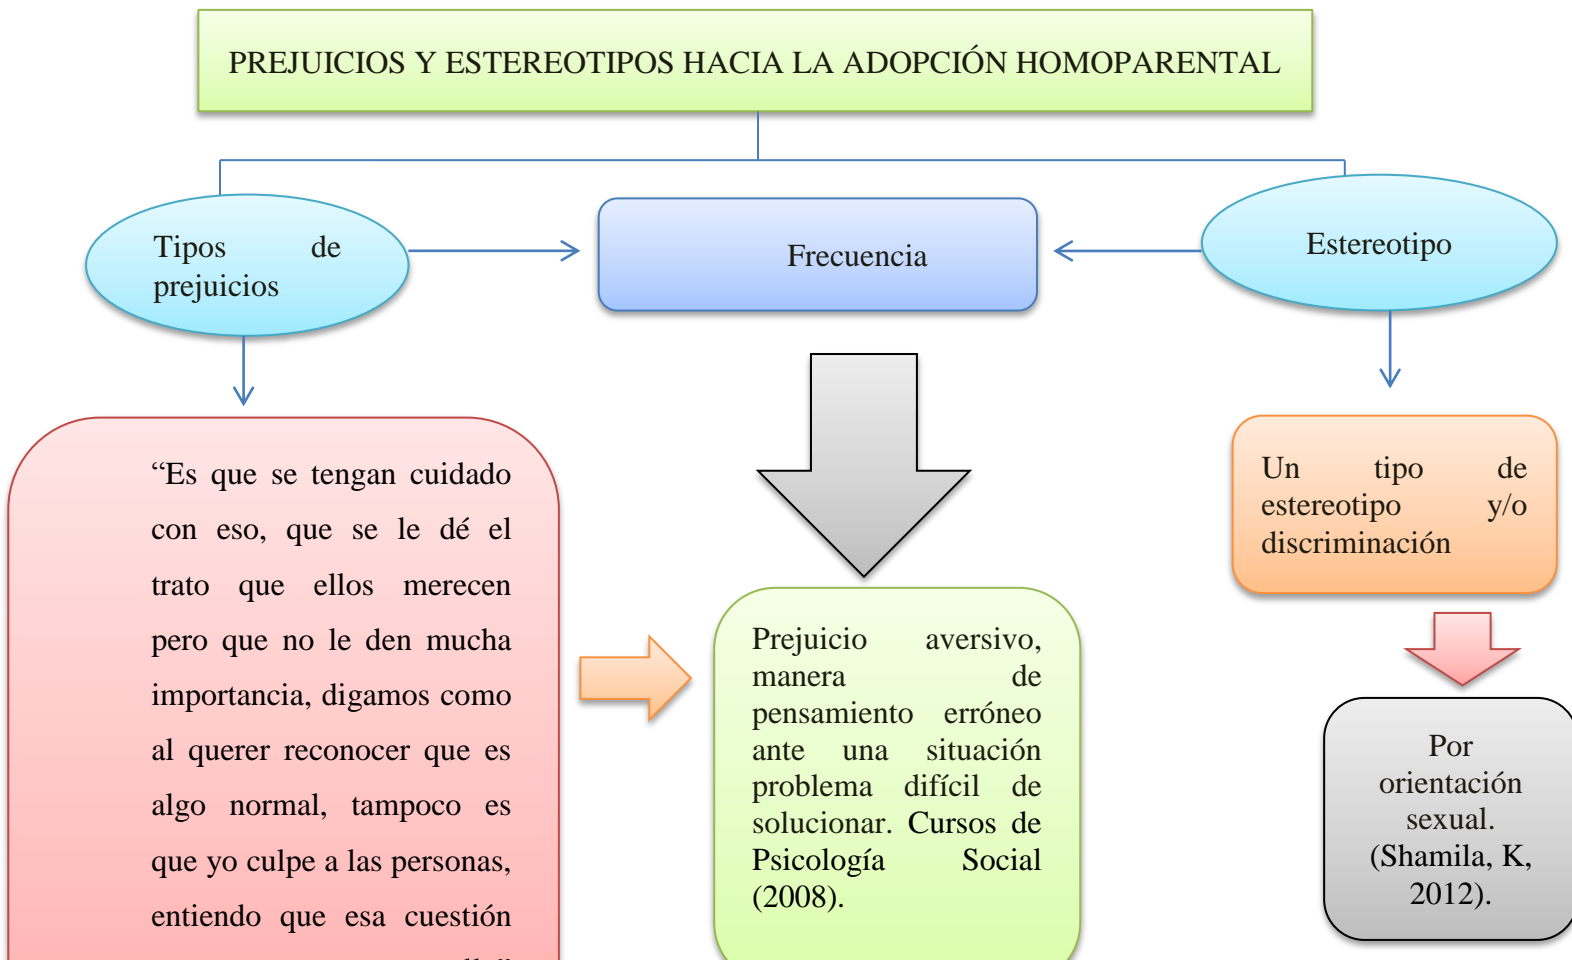 PREJUICIOS Y ESTEREOTIPOS HACIA LA ADOPCIÓN HOMOPARENTAL
Tipos de
prejuicios
Frecuencia
Estereotipo
“Es que se tengan cuidado
con eso, que se le dé el
trato que ellos merecen
pero que no le den mucha
importancia, digamos como
al querer reconocer que es
algo normal, tampoco es
que yo culpe a las personas,
entiendo que esa cuestión
Prejuicio aversivo,
manera de
pensamiento erróneo
ante una situación
problema difícil de
solucionar. Cursos de
Psicología Social
(2008).
Un tipo de
estereotipo y/o
discriminación
Por
orientación
sexual.
(Shamila, K,
2012).